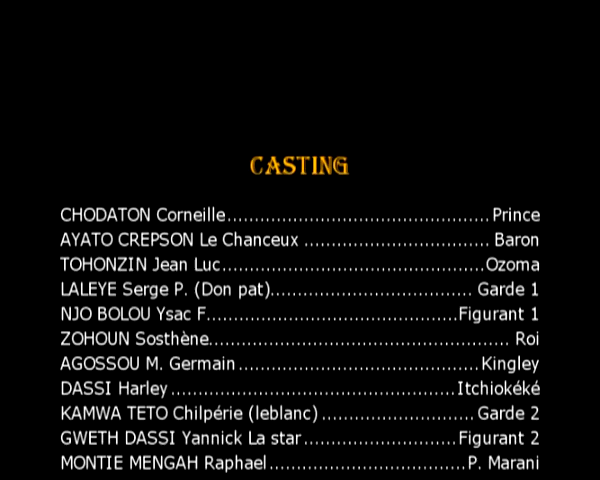 CASTING
CHODATON Corneille................................................. Prince
AYATO CREPSON Le Chanceux ................................... Baron
TOHONZIN Jean Luc.................................................Ozoma
LALEYE Serge P. (Don pat)...................................... Garde 1
NJO BOLOU Ysac F...............................................Figurant 1
ZOHOUN Sosthène........................................................ Roi
AGOSSOU M. Germain .............................................Kingley
DASSI Harley .....................................................Itchiokéké
KAMWA TETO Chilpérie (leblanc) ............................. Garde 2
GWETH DASSI Yannick La star .............................Figurant 2
MONTIE MENGAH Raphael.....................................P. Marani